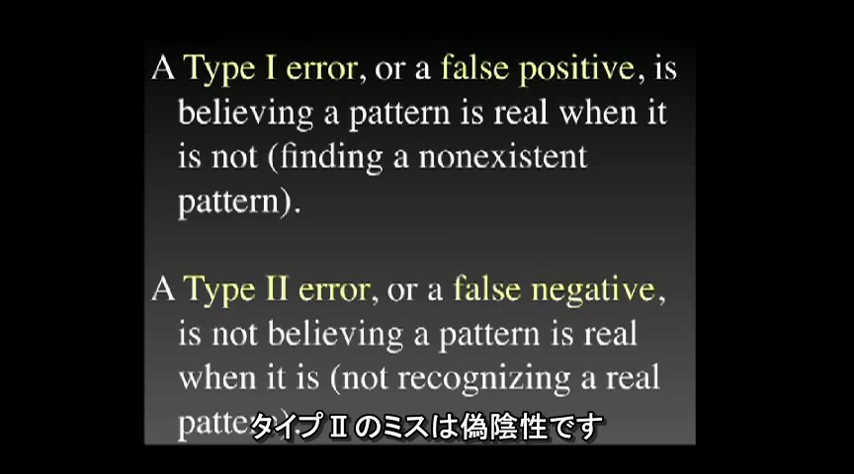 A Type I error, or a false positive, is
believing a pattern is real when it
is not (finding a nonexistent
pattern).
A Type II error, or a false negative,
is not believing a pattern is real
when it is (not recognizing a real
pattern).
タイプⅡのミスは偽陰性です